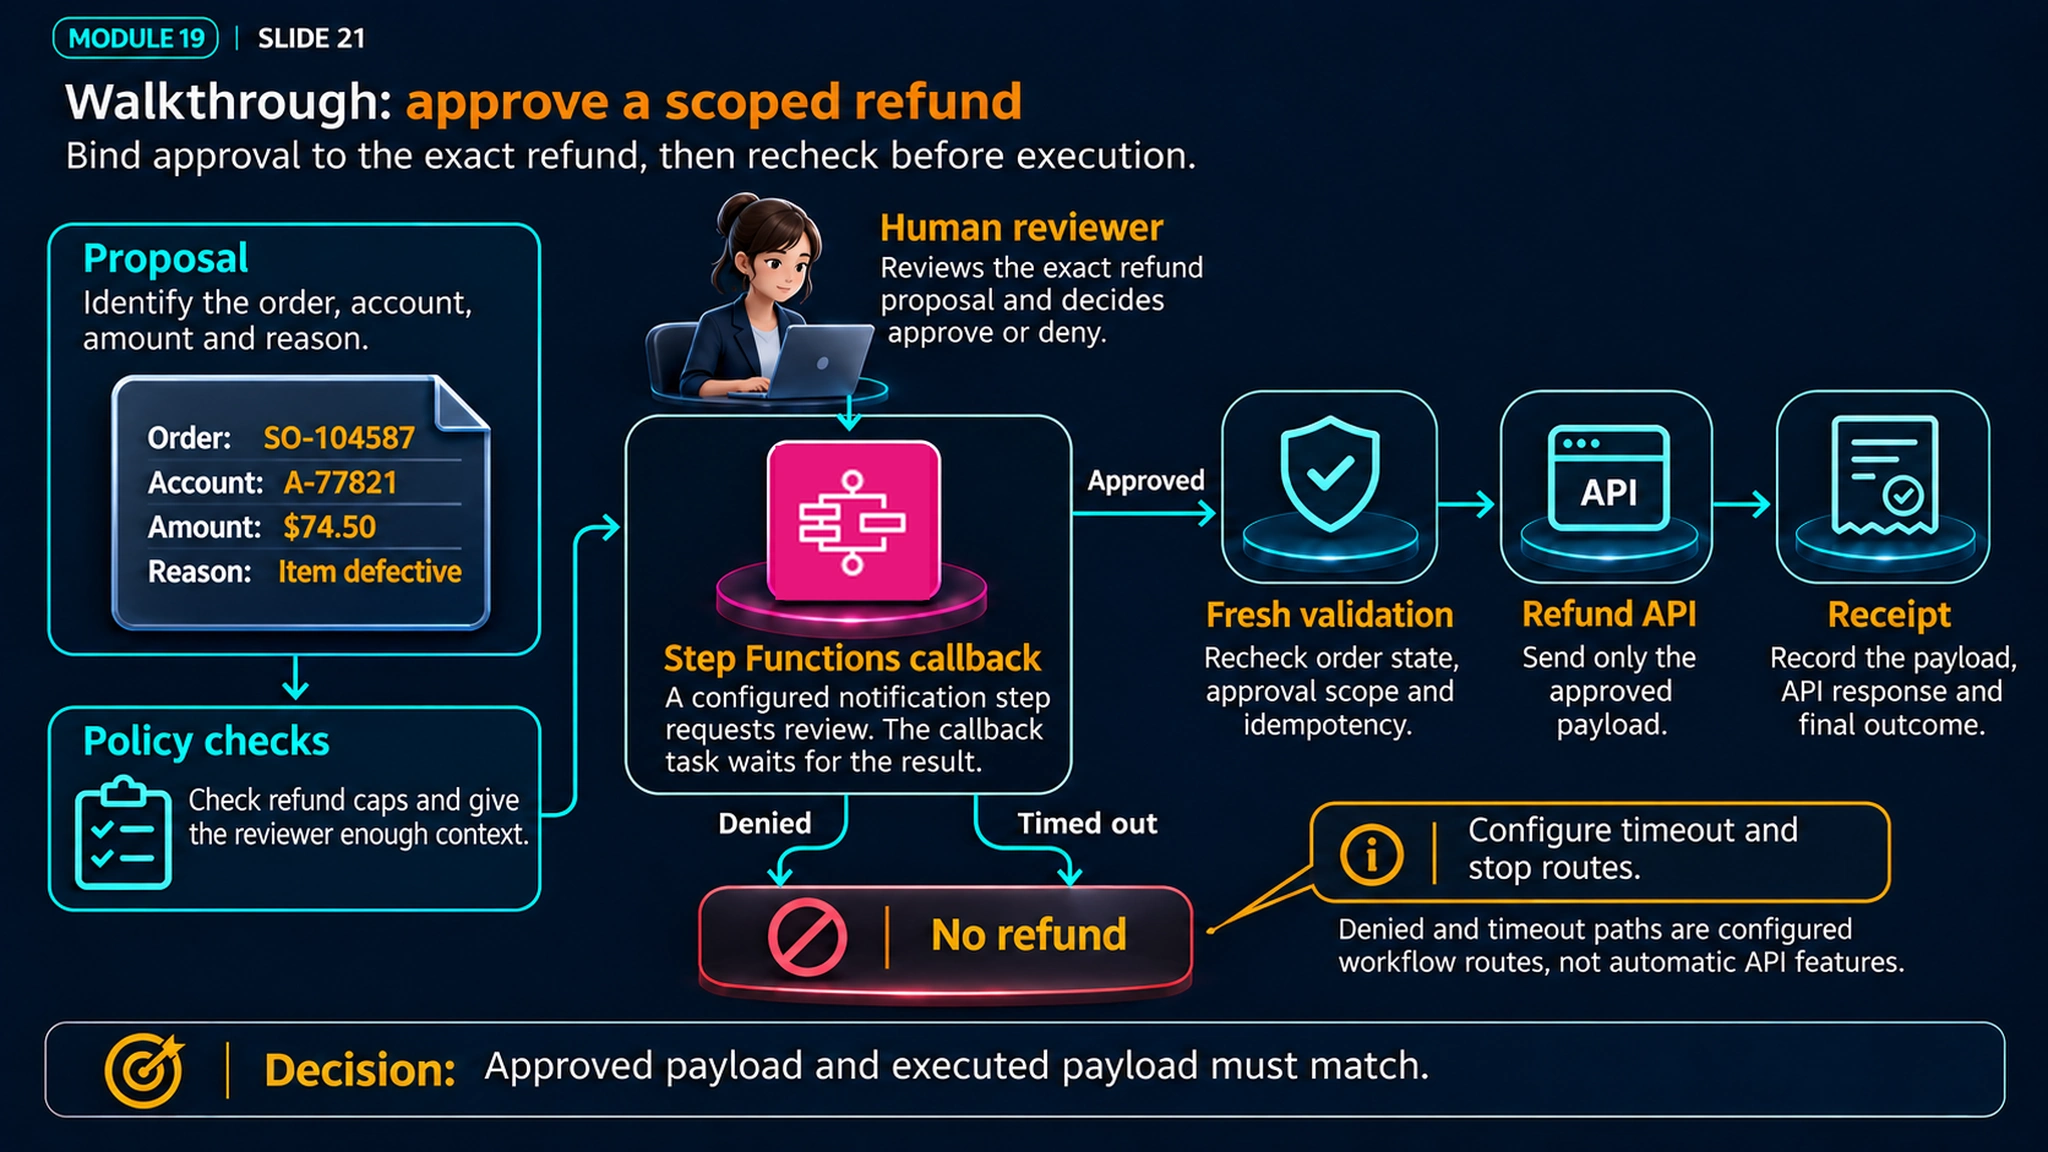 MODULE 19 | SLIDE 21
Walkthrough: approve a scoped refund
Bind approval to the exact refund, then recheck before execution.
Proposal
Identify the order, account,
amount and reason.
Order: SO-104587
Account: A-77821
Amount: $74.50
Reason: Item defective
Policy checks
Check refund caps and give
the reviewer enough context.
Human reviewer
Reviews the exact refund
proposal and decides
approve or deny.
Step Functions callback
A configured notification step
requests review. The callback
task waits for the result.
Approved
Denied
Timed out
No refund
Fresh validation
Recheck order state,
approval scope and
idempotency.
API
Refund API
Send only the
approved
payload.
Receipt
Record the payload,
API response and
final outcome.
Configure timeout and
stop routes.
Denied and timeout paths are configured
workflow routes, not automatic API features.
Decision: Approved payload and executed payload must match.